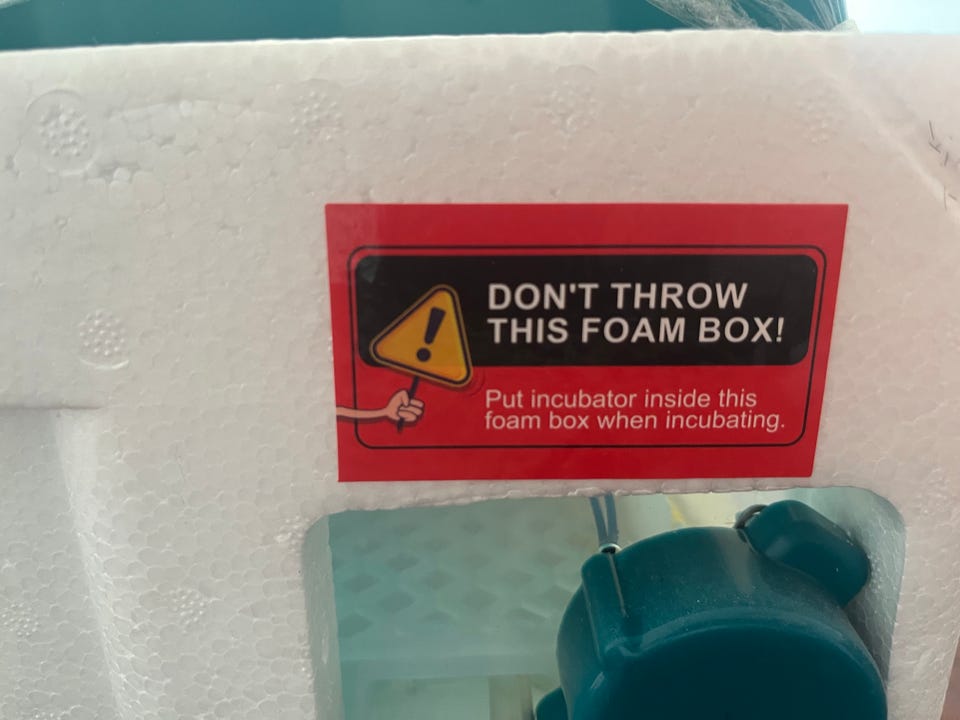 DON'T THROW
THIS FOAM BOX!
Put incubator inside this
foam box when incubating.